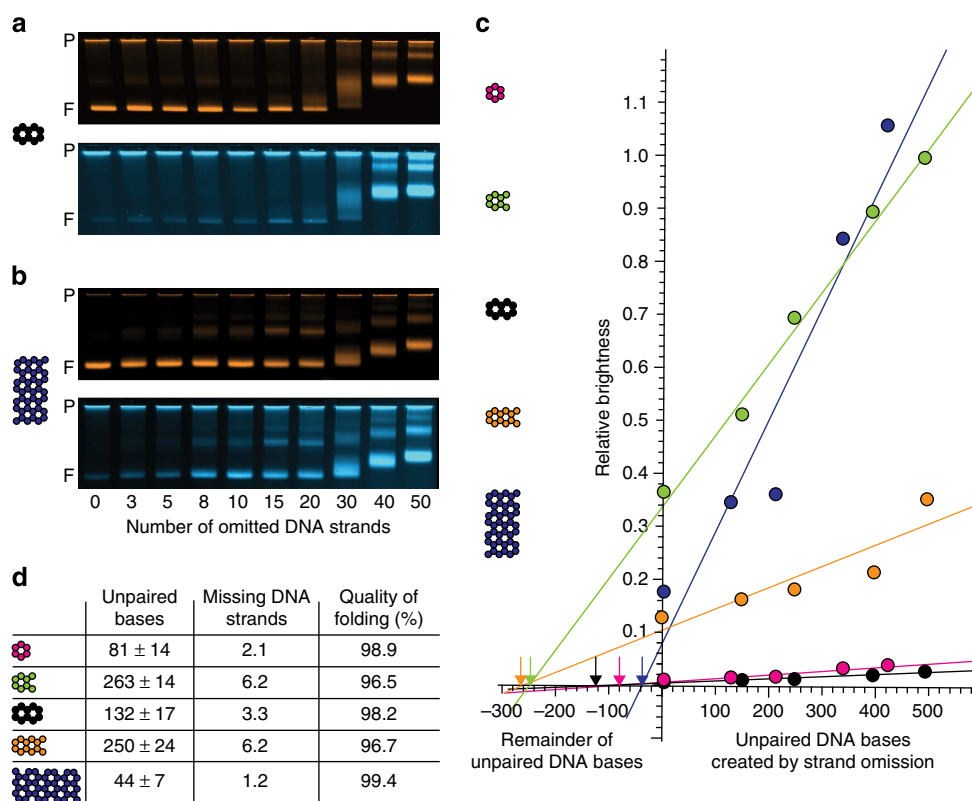 a
P
F
P
F
b
P
F
P
F
0 3 5 8 10 15 20 30 40 50
Number of omitted DNA strands
c
Relative brightness
1.1
1.0
0.9
0.8
0.7
0.6
0.5
0.4
0.3
0.2
0.1
−300 −200 −100 100 200 300 400 500
Remainder of
unpaired DNA bases
Unpaired DNA bases
created by strand omission
d
Unpaired bases Missing DNA strands Quality of folding (%)
81 ± 14 2.1 98.9
263 ± 14 6.2 96.5
132 ± 17 3.3 98.2
250 ± 24 6.2 96.7
44 ± 7 1.2 99.4